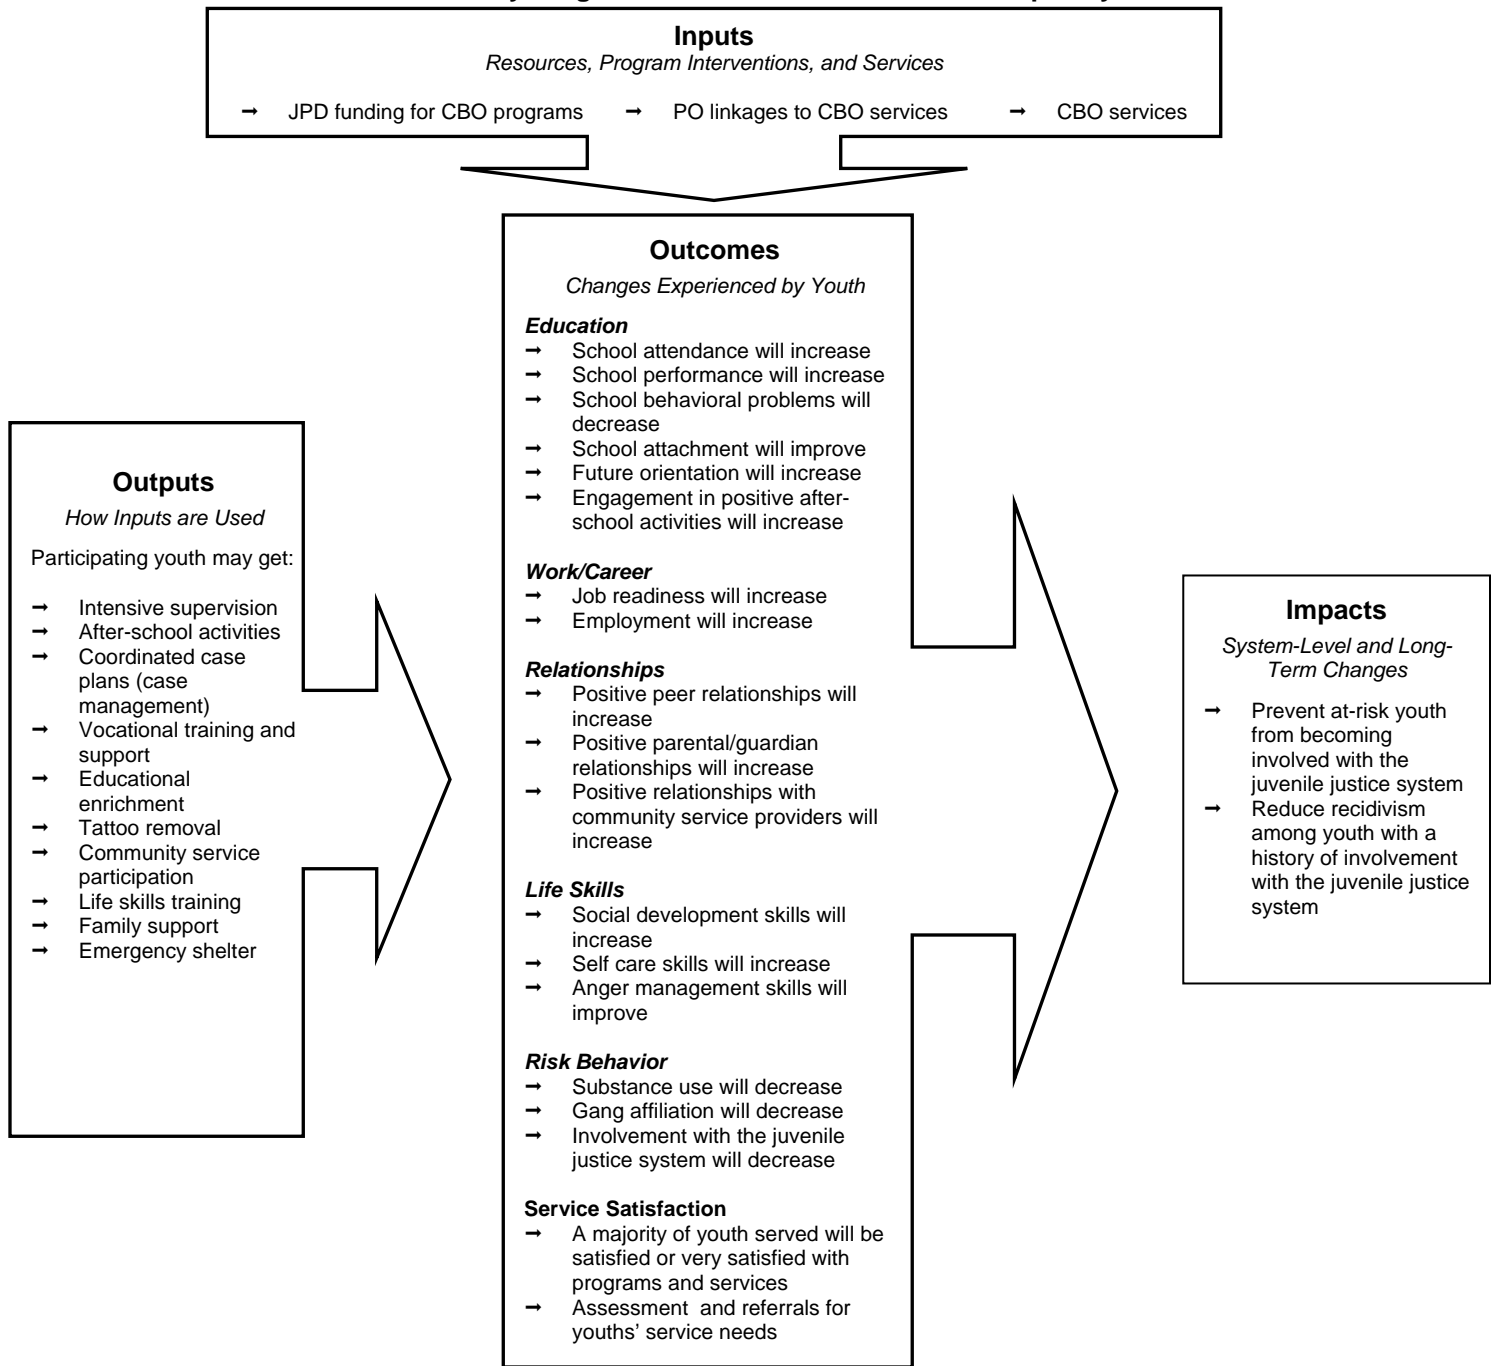 Inputs
Resources, Program Interventions, and Services
→ JPD funding for CBO programs → PO linkages to CBO services → CBO services
Outputs
How Inputs are Used
Participating youth may get:
→ Intensive supervision
→ After-school activities
→ Coordinated case
plans (case
management)
→ Vocational training and
support
→ Educational
enrichment
→ Tattoo removal
→ Community service
participation
→ Life skills training
→ Family support
→ Emergency shelter
Outcomes
Changes Experienced by Youth
Education
→ School attendance will increase
→ School performance will increase
→ School behavioral problems will
decrease
→ School attachment will improve
→ Future orientation will increase
→ Engagement in positive after-
school activities will increase
Work/Career
→ Job readiness will increase
→ Employment will increase
Relationships
→ Positive peer relationships will
increase
→ Positive parental/guardian
relationships will increase
→ Positive relationships with
community service providers will
increase
Life Skills
→ Social development skills will
increase
→ Self care skills will increase
→ Anger management skills will
improve
Risk Behavior
→ Substance use will decrease
→ Gang affiliation will decrease
→ Involvement with the juvenile
justice system will decrease
Service Satisfaction
→ A majority of youth served will be
satisfied or very satisfied with
programs and services
→ Assessment and referrals for
youths' service needs
Impacts
System-Level and Long-
Term Changes
→ Prevent at-risk youth
from becoming
involved with the
juvenile justice system
→ Reduce recidivism
among youth with a
history of involvement
with the juvenile justice
system